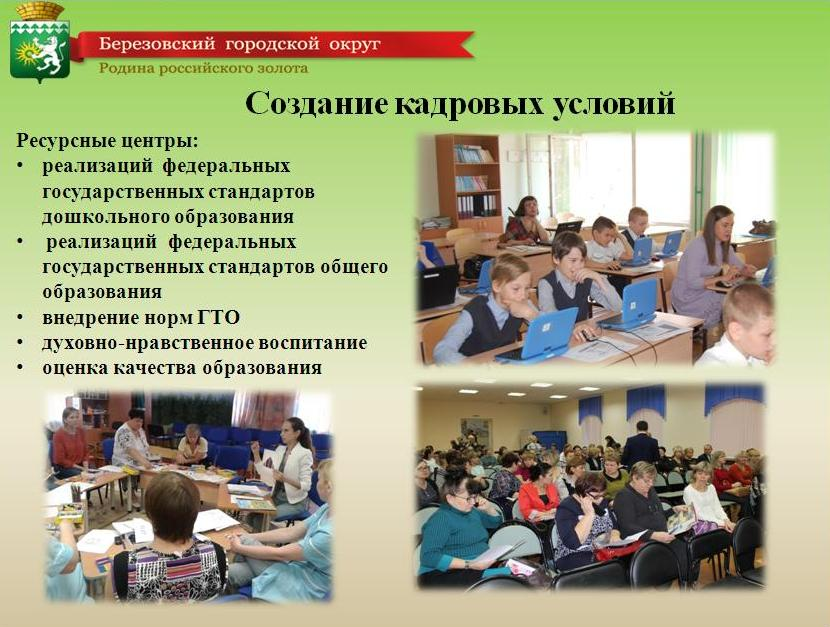 Березовский городской округ
Родина российского золота
Создание кадровых условий
Ресурсные центры:
• реализаций федеральных
государственных стандартов
дошкольного образования
• реализаций федеральных
государственных стандартов общего
образования
• внедрение норм ГТО
• духовно-нравственное воспитание
• оценка качества образования